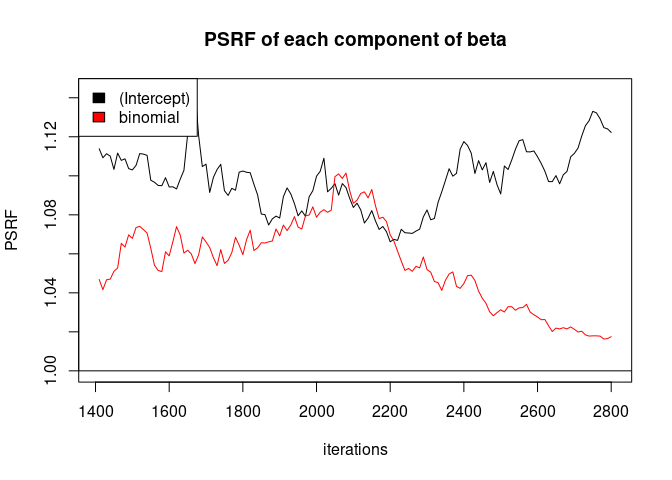 PSRF of each component of beta
(Intercept)
binomial
PSRF
1.00
1.04
1.08
1.12
1400
1600
1800
2000
2200
2400
2600
2800
iterations